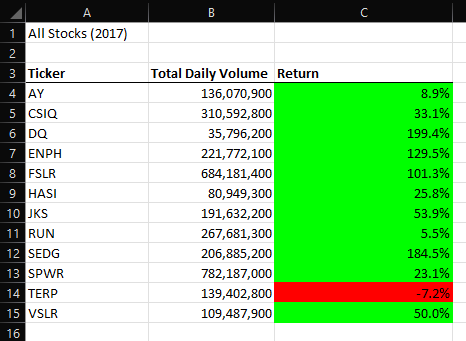 A B C
1 All Stocks (2017)
2
3 Ticker Total Daily Volume Return
4 AY 136,070,900 8.9%
5 CSIQ 310,592,800 33.1%
6 DQ 35,796,200 199.4%
7 ENPH 221,772,100 129.5%
8 FSLR 684,181,400 101.3%
9 HASI 80,949,300 25.8%
10 JKS 191,632,200 53.9%
11 RUN 267,681,300 5.5%
12 SEDG 206,885,200 184.5%
13 SPWR 782,187,000 23.1%
14 TERP 139,402,800 -7.2%
15 VSLR 109,487,900 50.0%
16